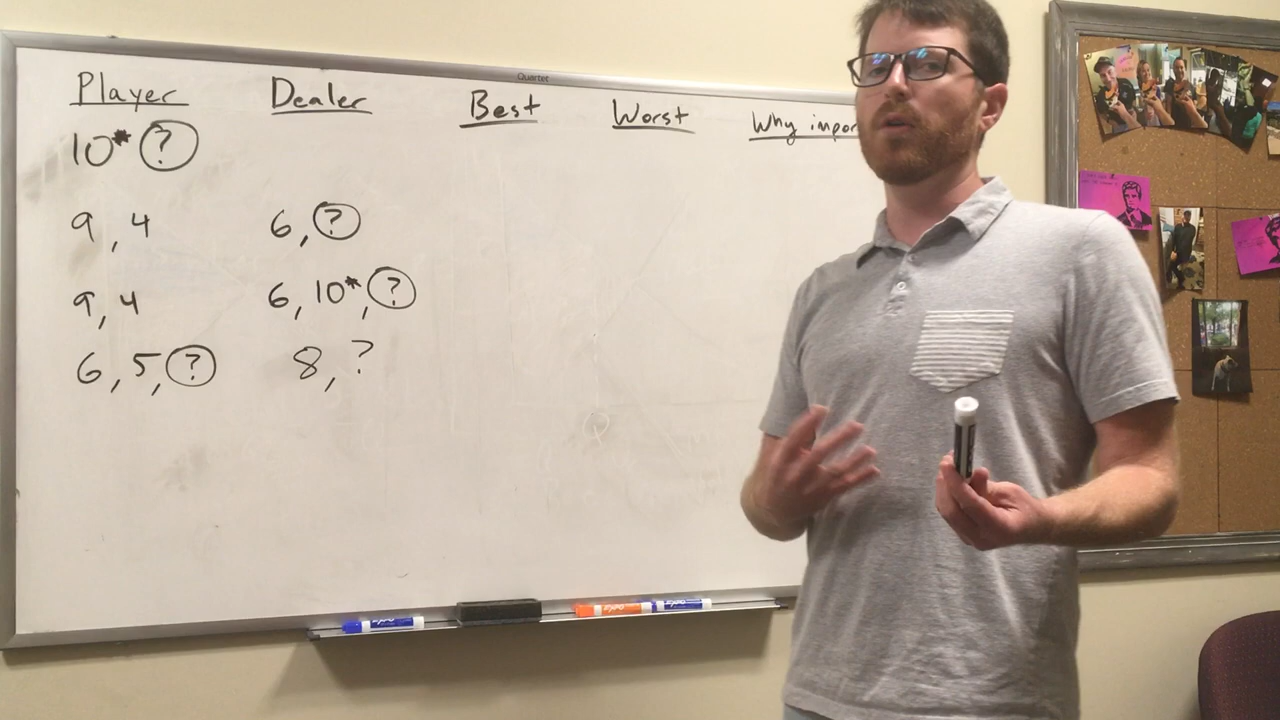 Quartet
Player Dealer Best Worst Why impor
10* ?
9, 4 6, ?
9, 4 6, 10*, ?
6, 5, ? 8, ?